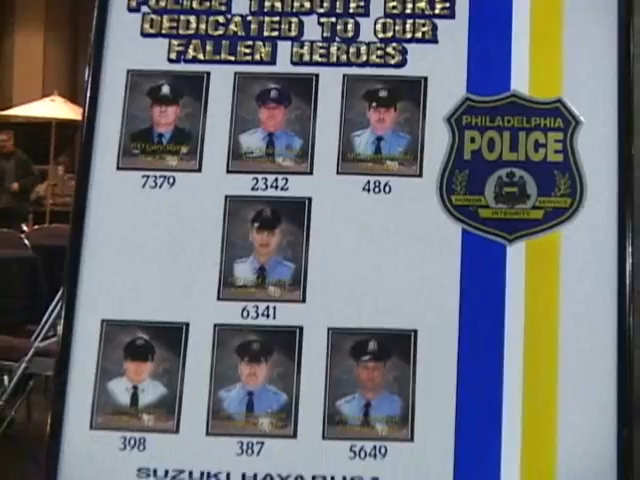 POLICE TRIBUTE BIKE
DEDICATED TO OUR
FALLEN HEROES
7379 2342 486
6341
398 387 5649
SUZUKI HAYABUSA
PHILADELPHIA
POLICE
HONOR SERVICE
INTEGRITY